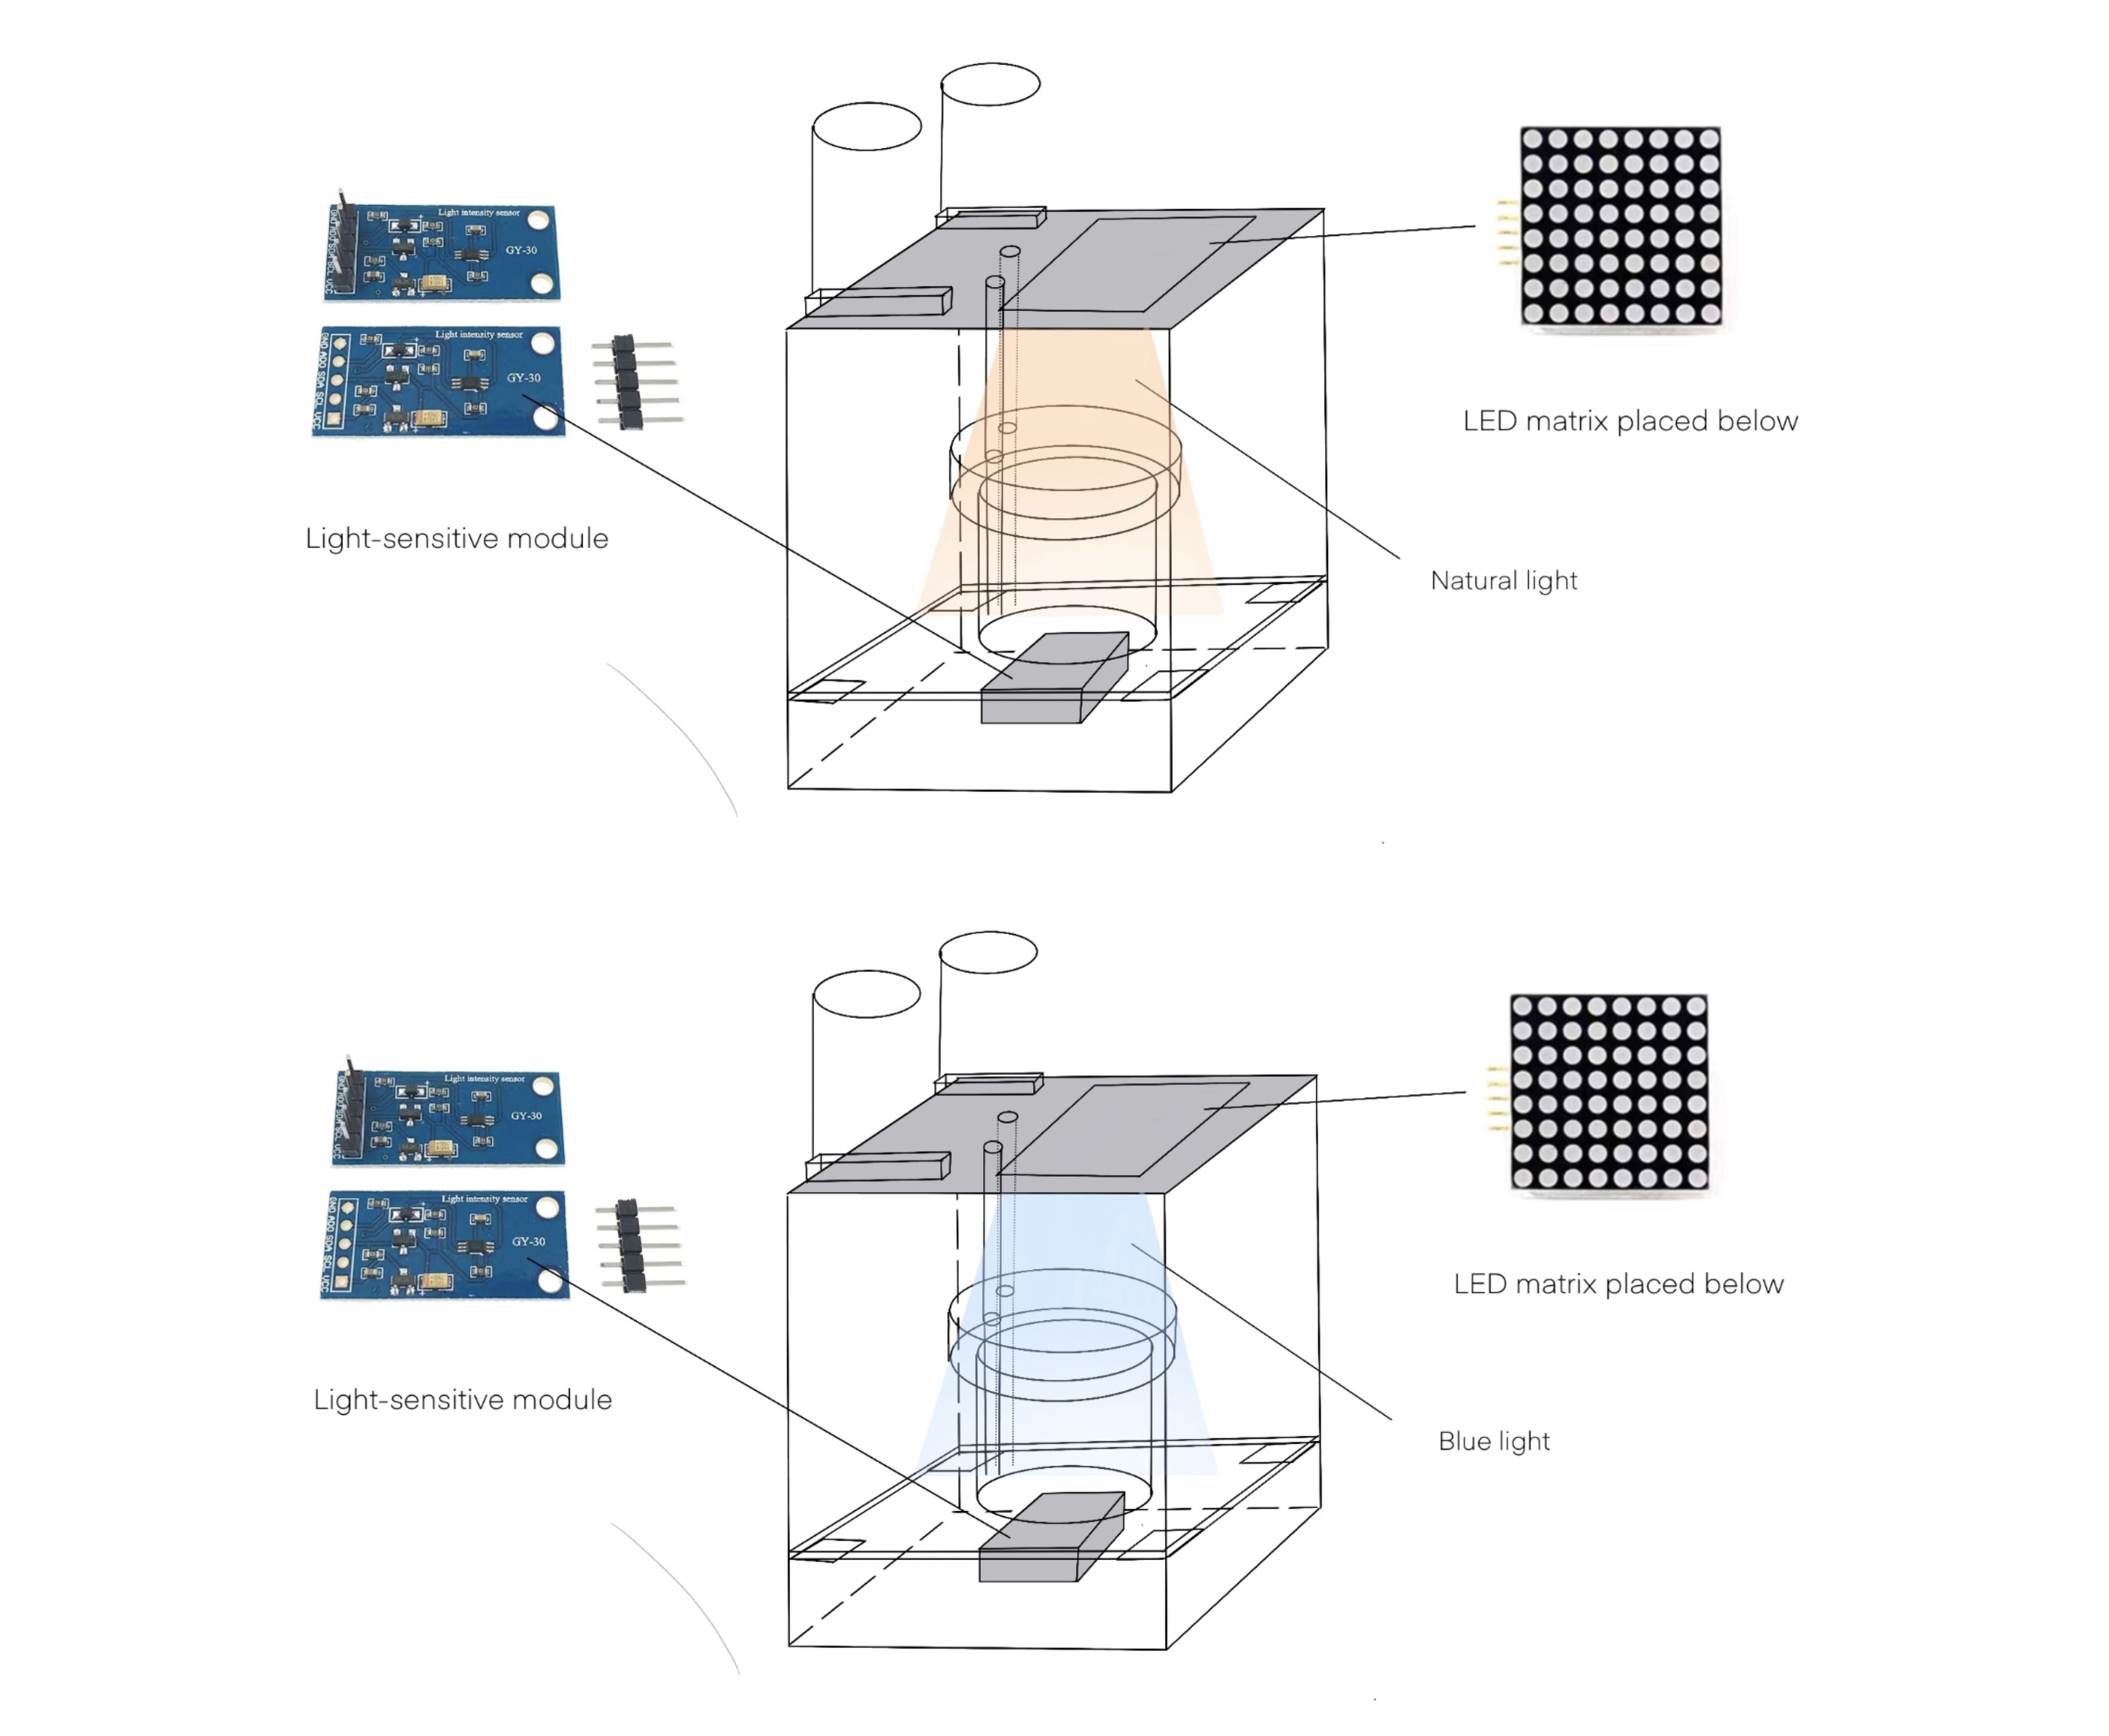 Light intensity sensor
GY-30
Light intensity sensor
GY-30
GND ADO SDA SCL VCC
LED matrix placed below
Light-sensitive module
Natural light
Light intensity sensor
GY-30
Light intensity sensor
GY-30
GND ADO SDA SCL VCC
LED matrix placed below
Light-sensitive module
Blue light